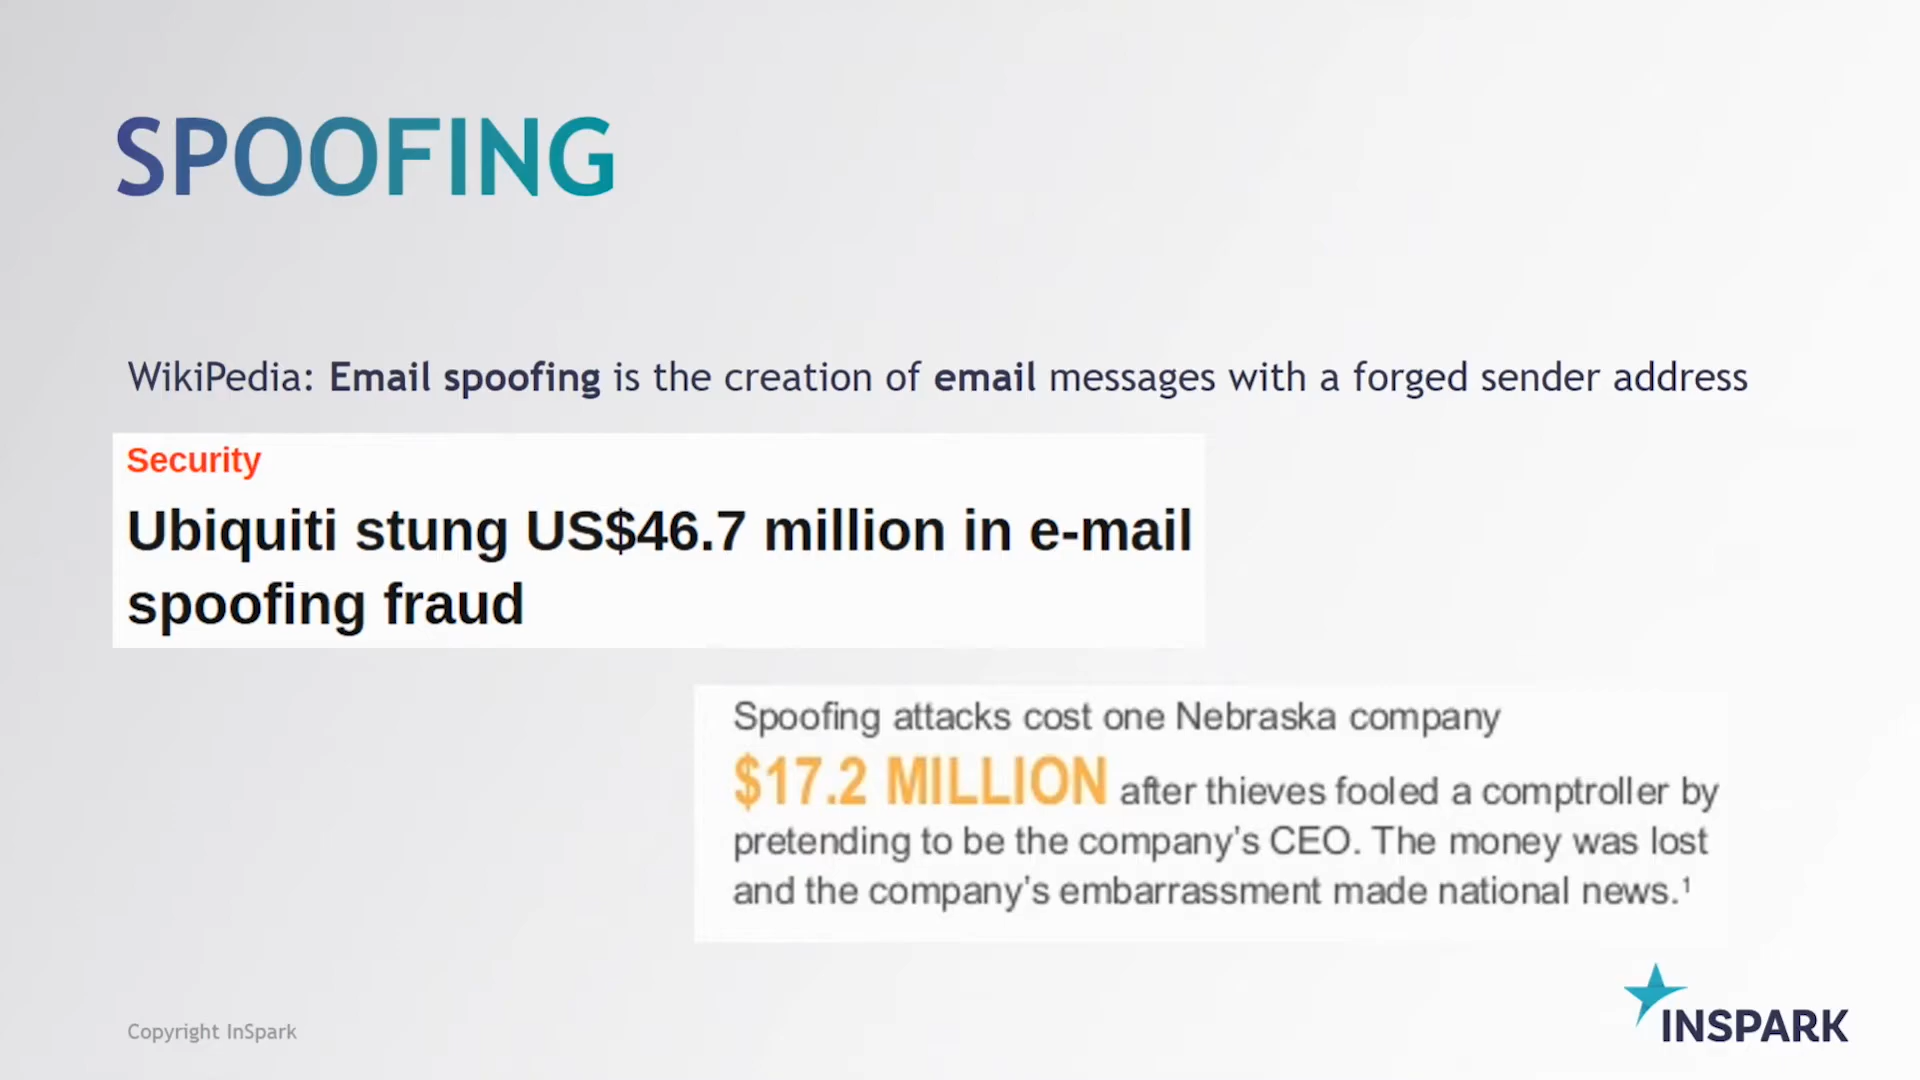 SPOOFING
WikiPedia: Email spoofing is the creation of email messages with a forged sender address
Security
Ubiquiti stung US$46.7 million in e-mail
spoofing fraud
Spoofing attacks cost one Nebraska company
$17.2 MILLION after thieves fooled a comptroller by
pretending to be the company's CEO. The money was lost
and the company's embarrassment made national news.¹
Copyright InSpark
INSPARK